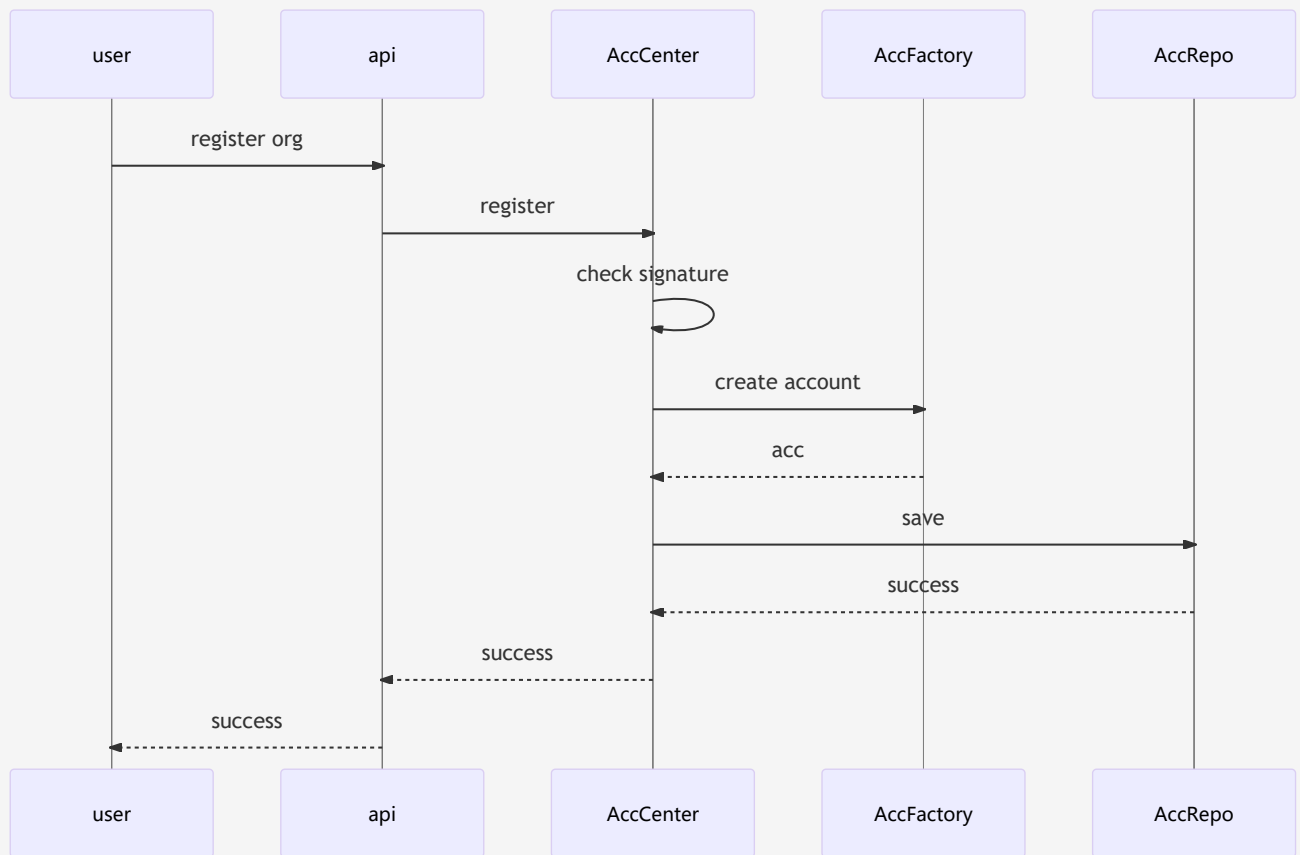 user
api
AccCenter
AccFactory
AccRepo
register org
register
check signature
create account
acc
save
success
success
success
user
api
AccCenter
AccFactory
AccRepo